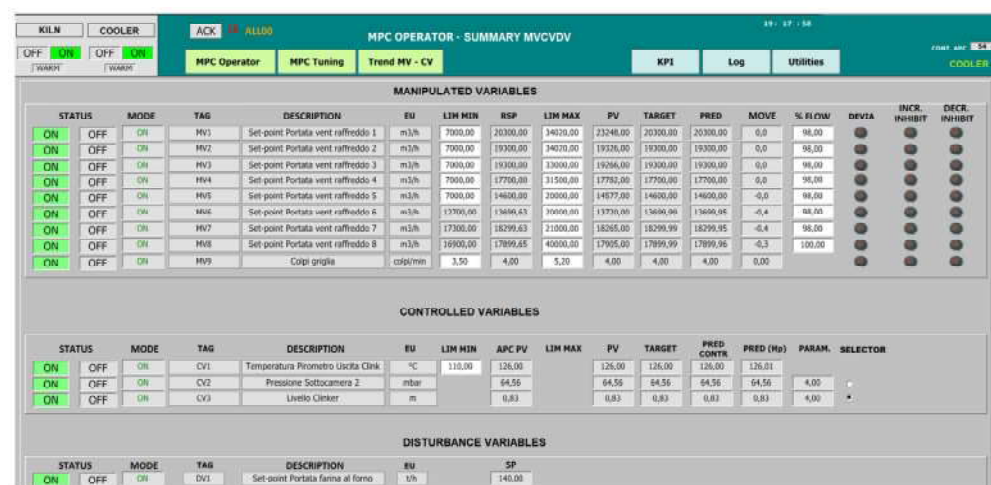 KILN COOLER ACK ALL00 19: 17 :58
MPC OPERATOR - SUMMARY MVCVDV
OFF ON OFF ON CONT APC 54
WARM WARM MPC Operator MPC Tuning Trend MV - CV KPI Log Utilities COOLER
MANIPULATED VARIABLES
STATUS MODE TAG DESCRIPTION EU LIM MIN RSP LIM MAX PV TARGET PRED MOVE % FLOW DEVIA INCR. INHIBIT DECR. INHIBIT
ON OFF ON MV1 Set-point Portata vent raffreddo 1 m3/h 7000,00 20300,00 34020,00 23248,00 20300,00 20300,00 0,0 98,00
ON OFF ON MV2 Set-point Portata vent raffreddo 2 m3/h 7000,00 19300,00 34020,00 19326,00 19300,00 19300,00 0,0 98,00
ON OFF ON MV3 Set-point Portata vent raffreddo 3 m3/h 7000,00 19300,00 33000,00 19266,00 19300,00 19300,00 0,0 98,00
ON OFF ON MV4 Set-point Portata vent raffreddo 4 m3/h 7000,00 17700,00 31500,00 17782,00 17700,00 17700,00 0,0 98,00
ON OFF ON MV5 Set-point Portata vent raffreddo 5 m3/h 7000,00 14600,00 20000,00 14577,00 14600,00 14600,00 -0,0 98,00
ON OFF ON MV6 Set-point Portata vent raffreddo 6 m3/h 12700,00 13699,63 20000,00 13720,00 13699,99 13699,95 -0,4 98,00
ON OFF ON MV7 Set-point Portata vent raffreddo 7 m3/h 17300,00 18299,63 21000,00 18265,00 18299,99 18299,95 -0,4 98,00
ON OFF ON MV8 Set-point Portata vent raffreddo 8 m3/h 16900,00 17899,65 40000,00 17905,00 17899,99 17899,96 -0,3 100,00
ON OFF ON MV9 Colpi griglia colpi/min 3,50 4,00 5,20 4,00 4,00 4,00 0,00
CONTROLLED VARIABLES
STATUS MODE TAG DESCRIPTION EU LIM MIN APC PV LIM MAX PV TARGET PRED CONTR PRED (Hp) PARAM. SELECTOR
ON OFF ON CV1 Temperatura Pirometro Uscita Clink °C 110,00 126,00 126,00 126,00 126,00 126,01
ON OFF ON CV2 Pressione Sottocamera 2 mbar 64,56 64,56 64,56 64,56 64,56 4,00
ON OFF ON CV3 Livello Clinker m 0,83 0,83 0,83 0,83 0,83 4,00
DISTURBANCE VARIABLES
STATUS MODE TAG DESCRIPTION EU SP
ON OFF ON DV1 Set-point Portata farina al forno t/h 140,00